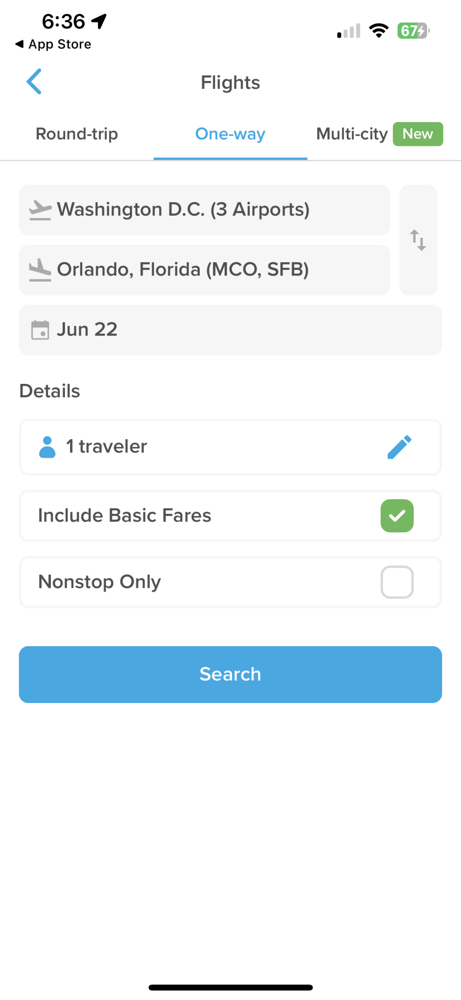 6:36
67
App Store
Flights
Round-trip
One-way
Multi-city New
Washington D.C. (3 Airports)
Orlando, Florida (MCO, SFB)
Jun 22
Details
1 traveler
Include Basic Fares
Nonstop Only
Search